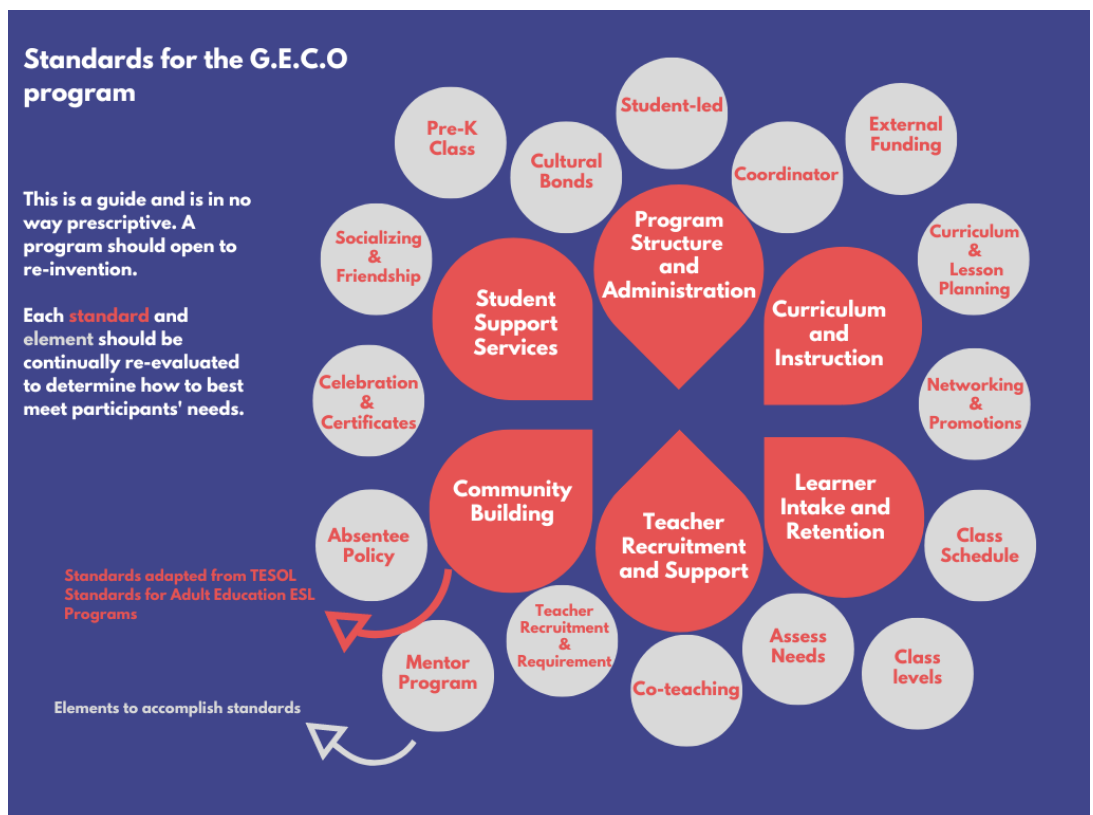 Standards for the G.E.C.O
program
This is a guide and is in no
way prescriptive. A
program should open to
re-invention.
Each standard and
element should be
continually re-evaluated
to determine how to best
meet participants' needs.
Student-led
Pre-K
Class
External
Funding
Cultural
Bonds
Coordinator
Program
Structure
and
Administration
Socializing
&
Friendship
Curriculum
&
Lesson
Planning
Student
Support
Services
Curriculum
and
Instruction
Celebration
&
Certificates
Networking
&
Promotions
Community
Building
Learner
Intake and
Retention
Teacher
Recruitment
and Support
Absentee
Policy
Class
Schedule
Standards adapted from TESOL
Standards for Adult Education ESL
Programs
Teacher
Recruitment
&
Requirement
Assess
Needs
Mentor
Program
Class
levels
Co-teaching
Elements to accomplish standards